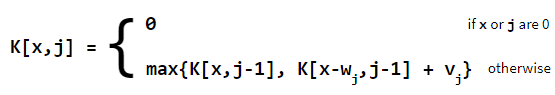 0 if x or j are 0
K[x,j] = {
max{K[x,j-1], K[x-wⱼ,j-1] + vⱼ} otherwise